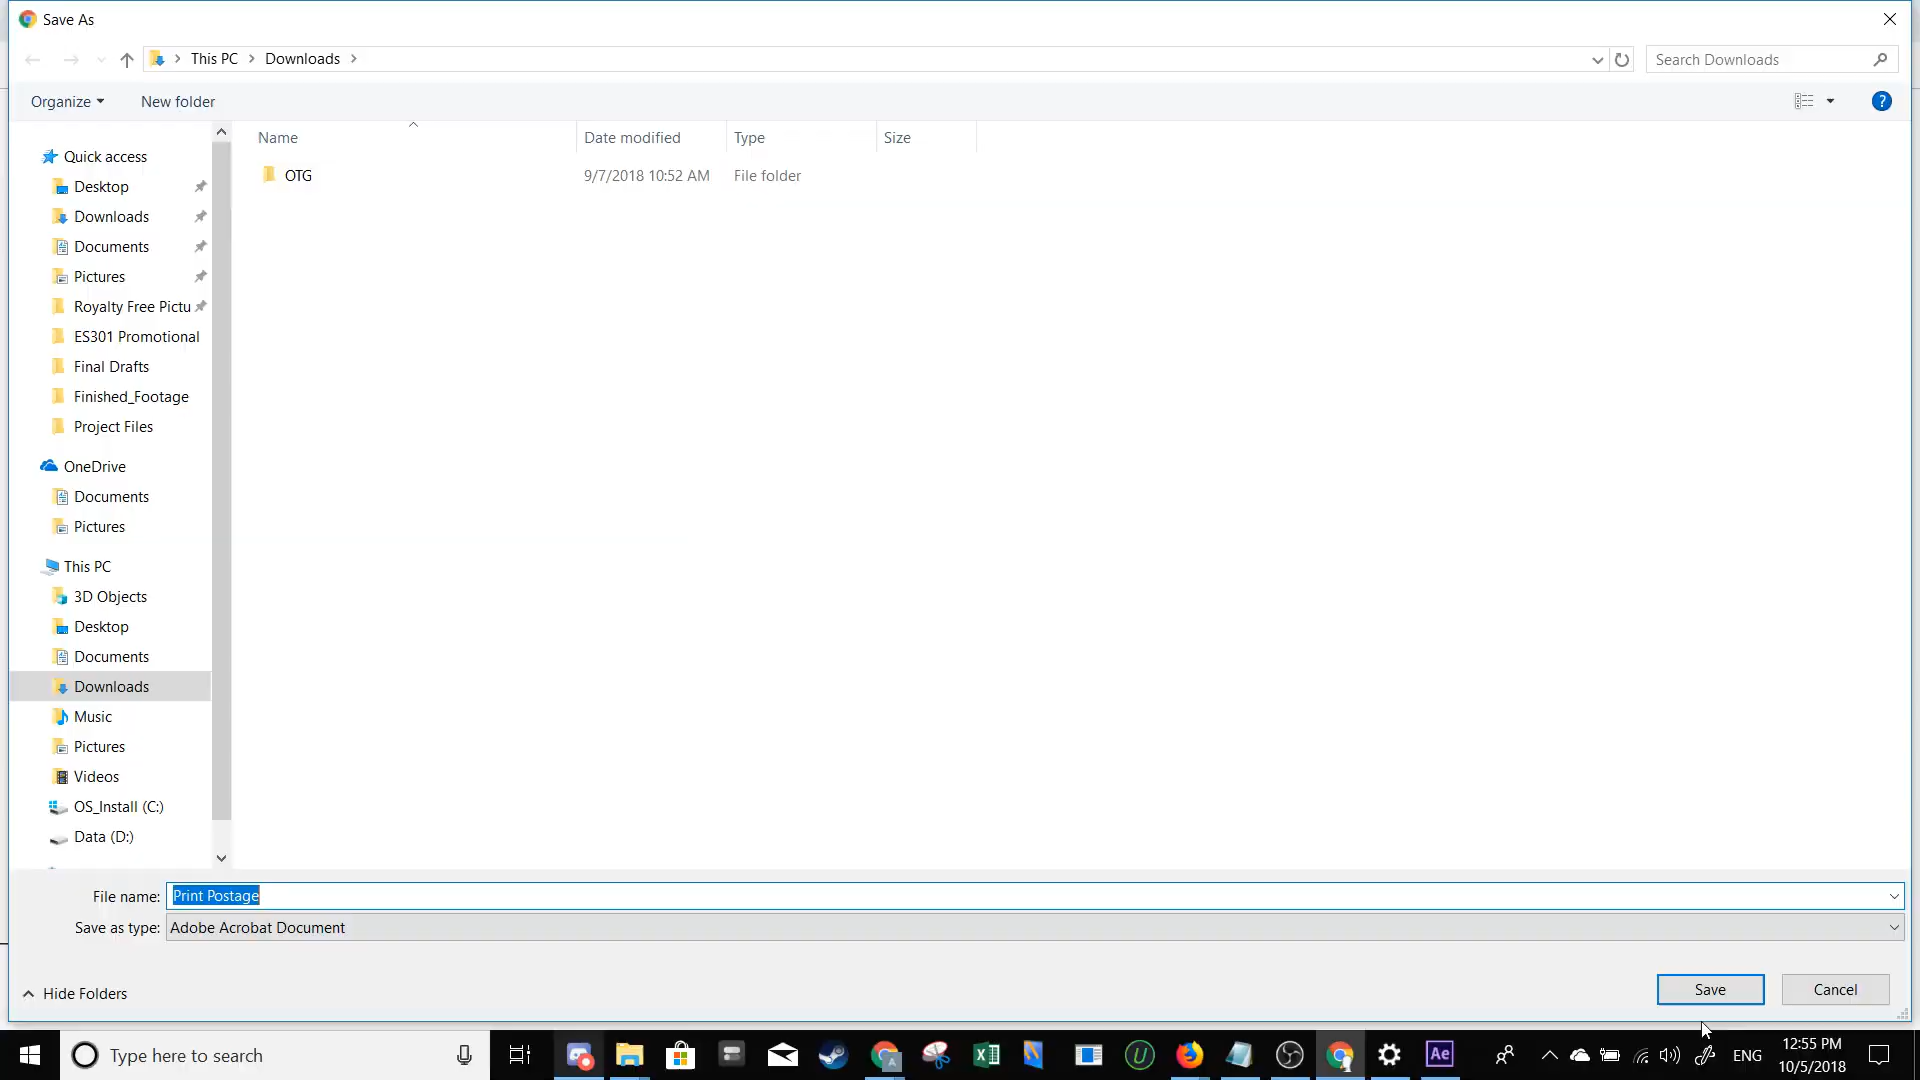 Save As
This PC
Downloads
Search Downloads
Organize
New folder
?
Name
Date modified
Type
Size
OTG
9/7/2018 10:52 AM
File folder
Quick access
Desktop
Downloads
Documents
Pictures
Royalty Free Pictu
ES301 Promotional
Final Drafts
Finished_Footage
Project Files
OneDrive
Documents
Pictures
This PC
3D Objects
Desktop
Documents
Downloads
Music
Pictures
Videos
OS_Install (C:)
Data (D:)
File name: Print Postage
Save as type: Adobe Acrobat Document
Hide Folders
Save
Cancel
Type here to search
A
U
Ae
ENG
12:55 PM
10/5/2018